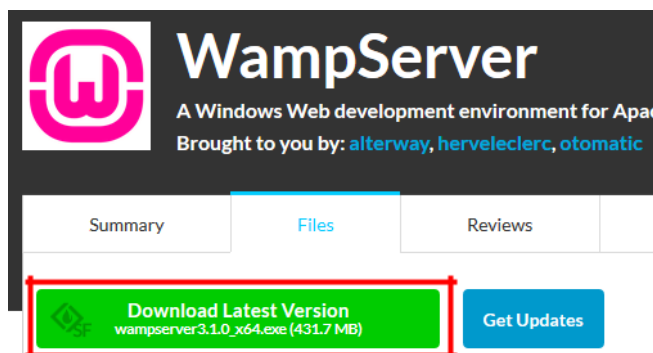 WampServer
A Windows Web development environment for Apac
Brought to you by: alterway, herveleclerc, otomatic
Summary
Files
Reviews
SF
Download Latest Version
wampserver3.1.0_x64.exe (431.7 MB)
Get Updates